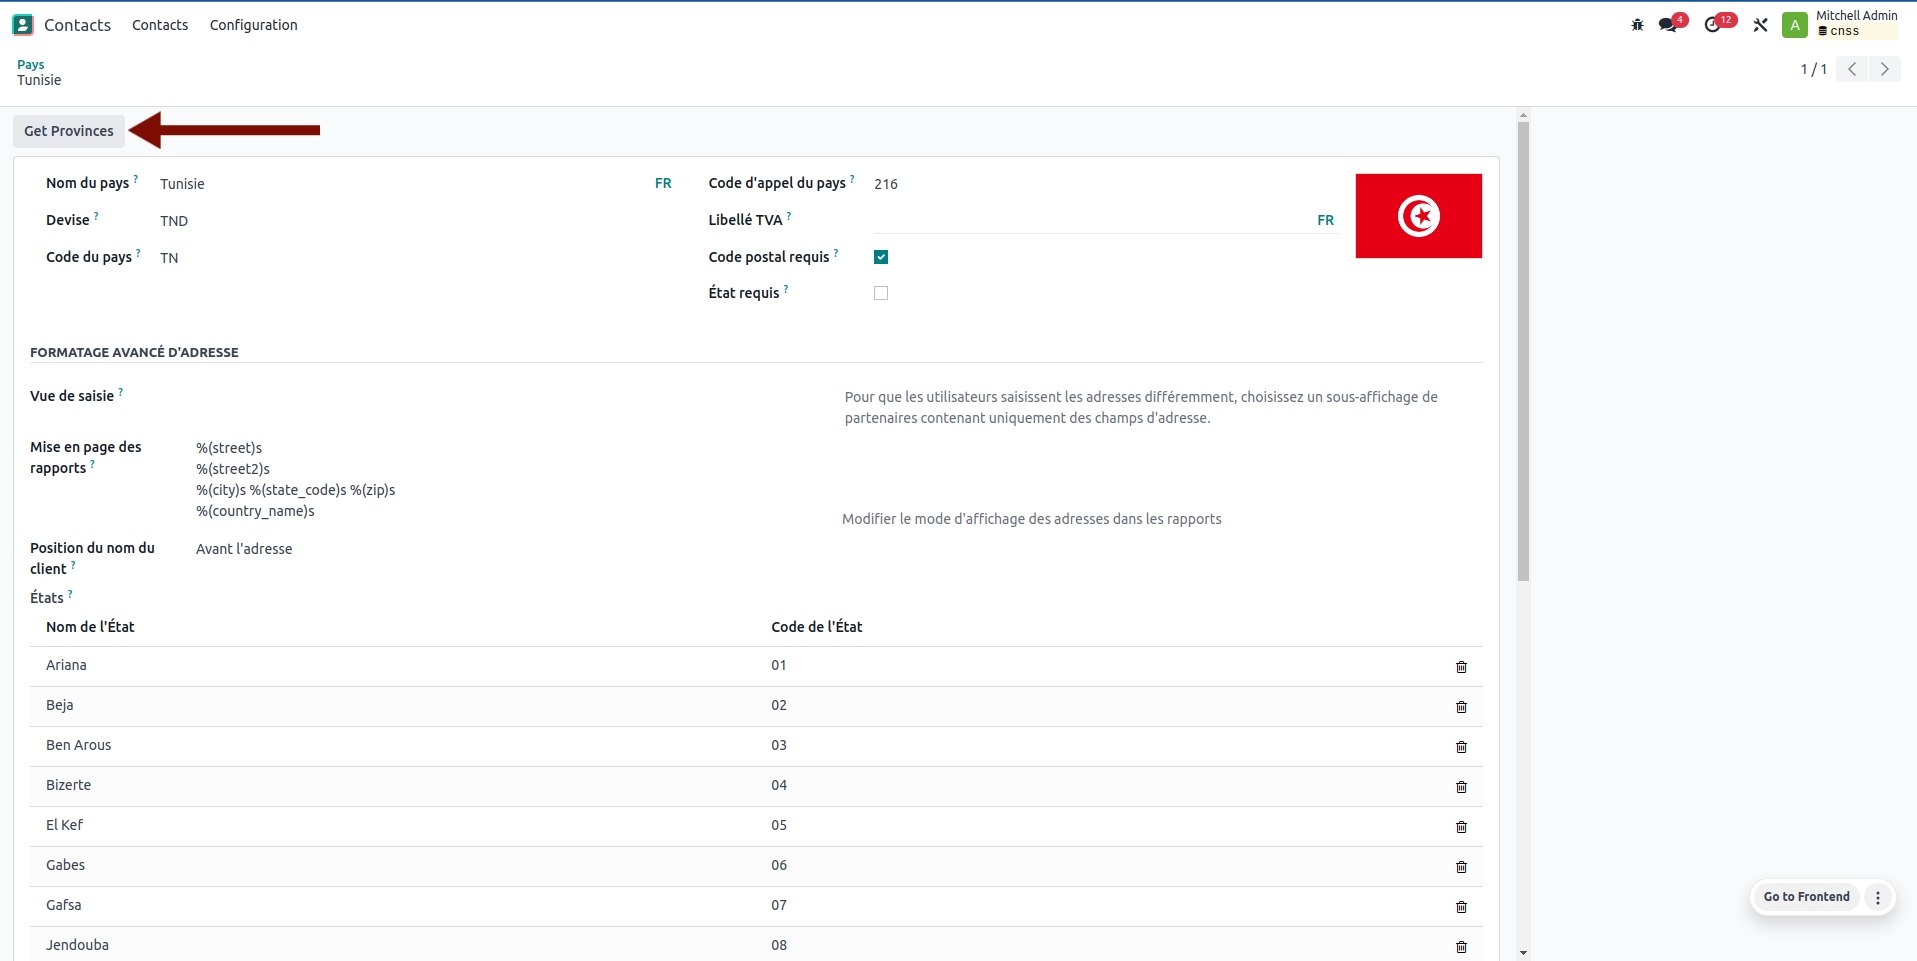 Contacts Contacts Configuration 4 12 A Mitchell Admin
cnss
Pays
Tunisie
1 / 1
Get Provinces
Nom du pays ? Tunisie FR Code d'appel du pays ? 216
Devise ? TND Libellé TVA ? FR
Code du pays ? TN Code postal requis ?
État requis ?
FORMATAGE AVANCÉ D'ADRESSE
Vue de saisie ? Pour que les utilisateurs saisissent les adresses différemment, choisissez un sous-affichage de
partenaires contenant uniquement des champs d'adresse.
Mise en page des %(street)s
rapports ? %(street2)s
%(city)s %(state_code)s %(zip)s
%(country_name)s
Modifier le mode d'affichage des adresses dans les rapports
Position du nom du Avant l'adresse
client ?
États ?
Nom de l'État Code de l'État
Ariana 01
Beja 02
Ben Arous 03
Bizerte 04
El Kef 05
Gabes 06
Gafsa 07
Jendouba 08
Go to Frontend